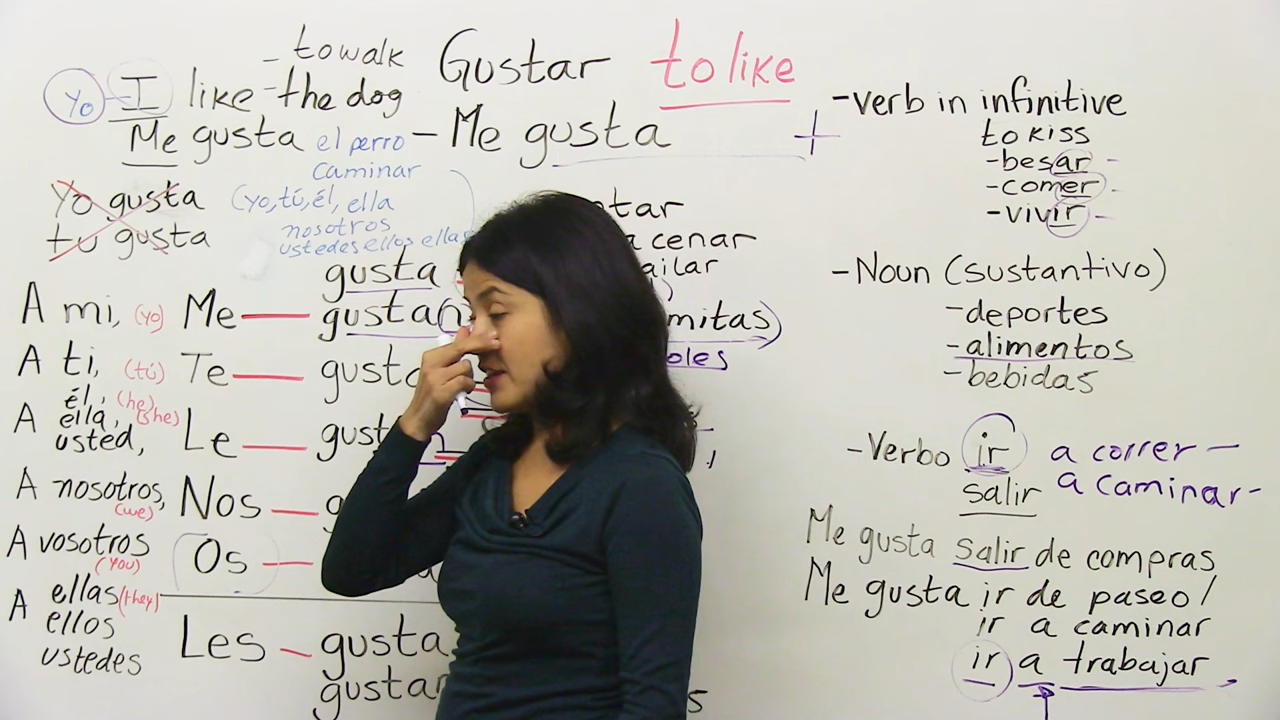 Gustar to like
- to walk
yo I like - the dog
Me gusta el perro - Me gusta
caminar
Yo gusta
tu gusta
(yo, tú, él, ella
nosotros
ustedes ellos ellas
gusta
A mi, (yo) Me — gustan
A ti, (tú) Te —
A él, (he)
ella, (she)
usted, Le —
A nosotros, (we) Nos —
A vosotros (you) Os —
A ellas (they)
ellos
ustedes
Les — gusta
gustan
cenar
mitas)
+ - verb in infinitive
to kiss
- besar -
- comer -
- vivir -
- Noun (sustantivo)
- deportes
- alimentos
- bebidas
- Verbo ir a correr —
salir a caminar -
Me gusta salir de compras
Me gusta ir de paseo /
ir a caminar
ir a trabajar